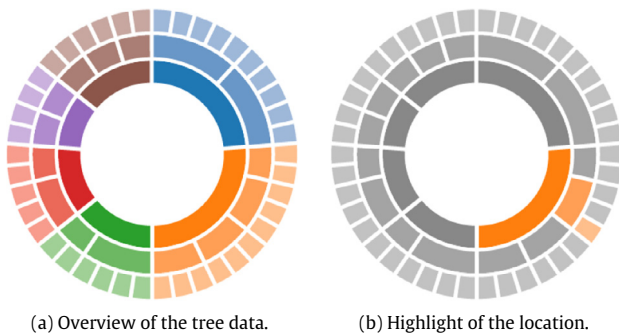 (a) Overview of the tree data.
(b) Highlight of the location.